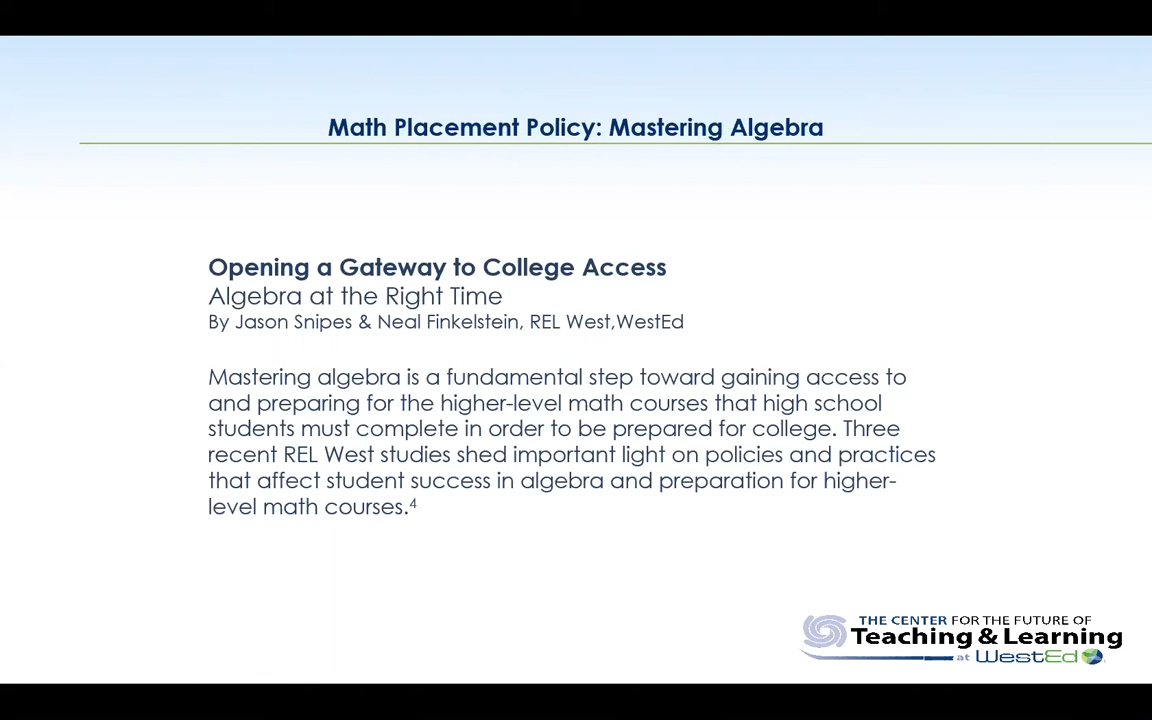 Math Placement Policy: Mastering Algebra
Opening a Gateway to College Access
Algebra at the Right Time
By Jason Snipes & Neal Finkelstein, REL West,WestEd
Mastering algebra is a fundamental step toward gaining access to
and preparing for the higher-level math courses that high school
students must complete in order to be prepared for college. Three
recent REL West studies shed important light on policies and practices
that affect student success in algebra and preparation for higher-
level math courses.⁴
THE CENTER FOR THE FUTURE OF
Teaching & Learning
at WestEd